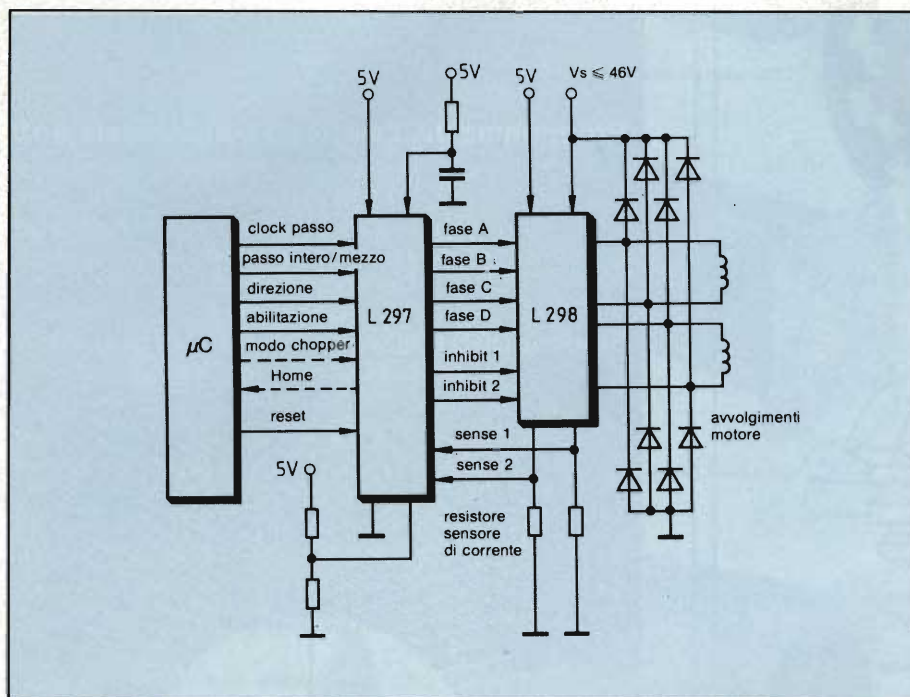 5V
5V
5V
Vs ≤ 46V
clock passo
passo intero/mezzo
direzione
abilitazione
modo chopper
Home
reset
μC
L 297
fase A
fase B
fase C
fase D
inhibit 1
inhibit 2
sense 1
sense 2
L 298
avvolgimenti
motore
5V
resistore
sensore
di corrente